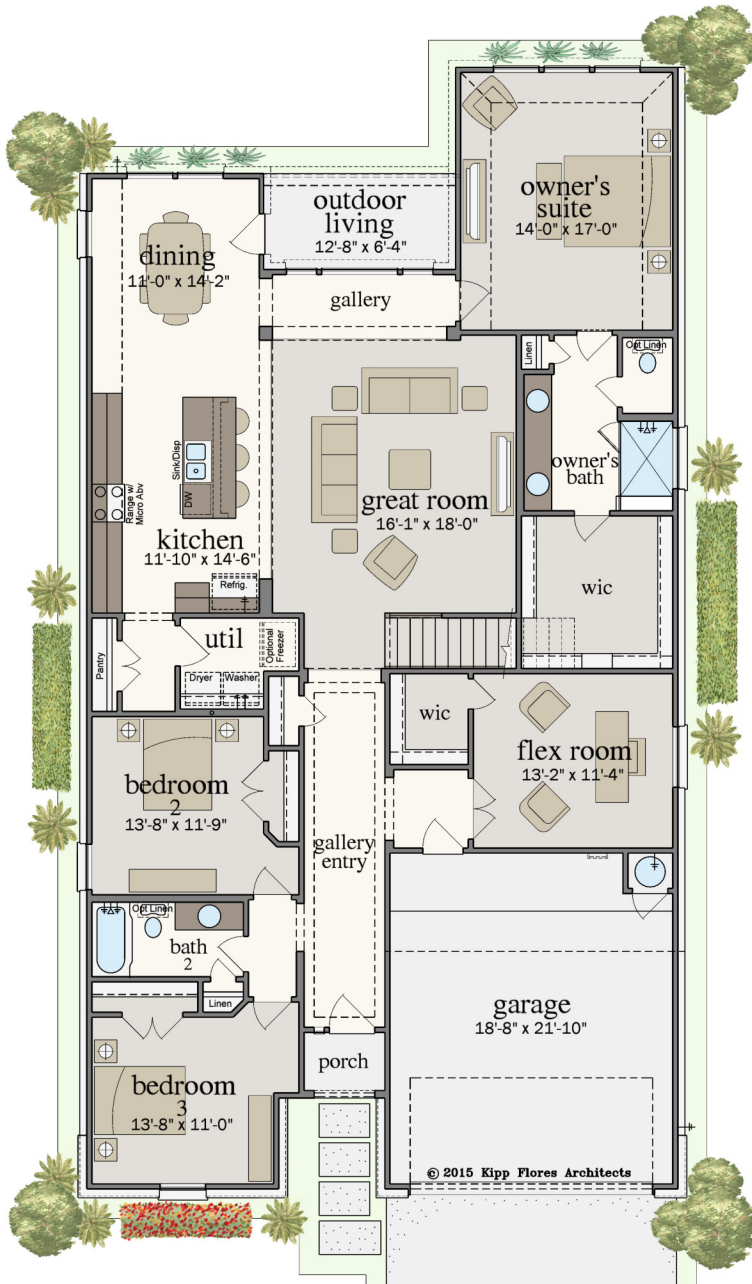 owner's
suite
14'-0" x 17'-0"
outdoor
living
12'-8" x 6'-4"
dining
11'-0" x 14'-2"
gallery
Linen
Opt Linen
owner's
bath
Sink/Disp
DW
Range w/
Micro Abv
great room
16'-1" x 18'-0"
kitchen
11'-10" x 14'-6"
Refrig.
wic
util
Optional
Freezer
Pantry
Dryer
Washer
wic
flex room
13'-2" x 11'-4"
bedroom
2
13'-8" x 11'-9"
gallery
entry
Opt Linen
bath
2
Linen
garage
18'-8" x 21'-10"
porch
bedroom
3
13'-8" x 11'-0"
© 2015 Kipp Flores Architects